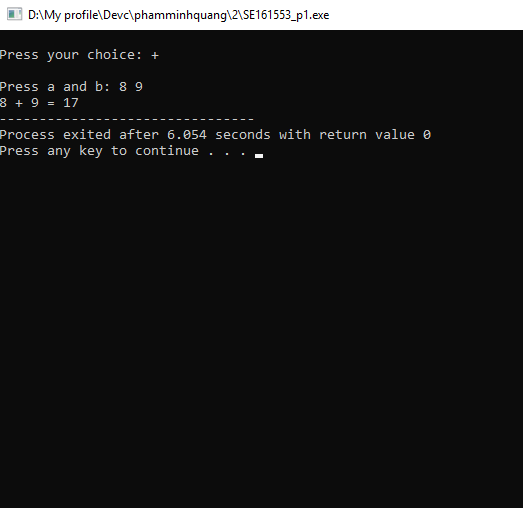 D:\My profile\Devc\phamminhquang\2\SE161553_p1.exe
Press your choice: +
Press a and b: 8 9
8 + 9 = 17
--------------------------------
Process exited after 6.054 seconds with return value 0
Press any key to continue . . .